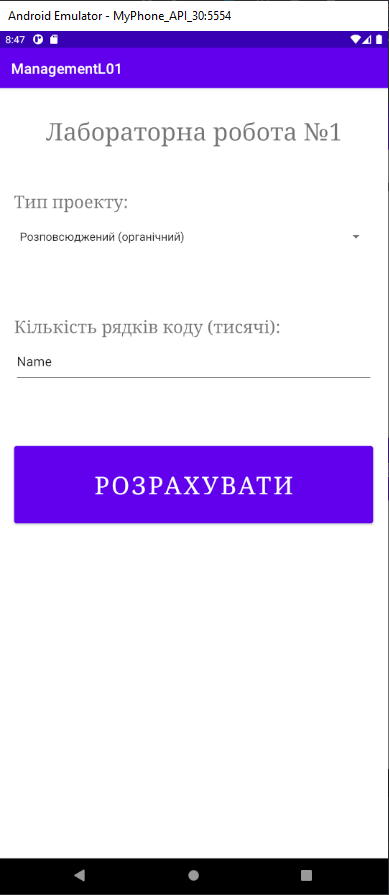 Android Emulator - MyPhone_API_30:5554
8:47
ManagementL01
Лабораторна робота №1
Тип проекту:
Розповсюджений (органічний)
Кількість рядків коду (тисячі):
Name
РОЗРАХУВАТИ